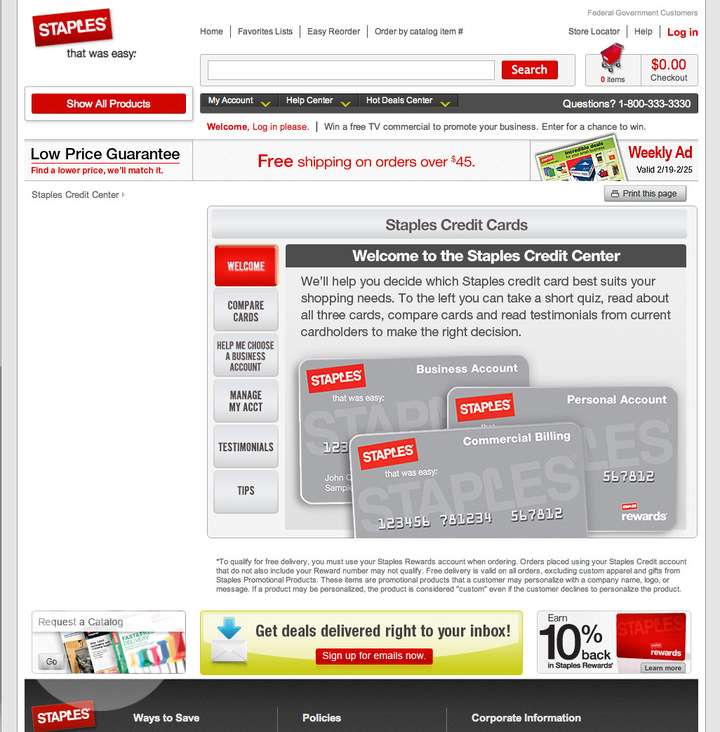 Federal Government Customers
STAPLES
that was easy:
Home
Favorites Lists
Easy Reorder
Order by catalog item #
Store Locator
Help
Log in
Search
0 items
$0.00
Checkout
Show All Products
My Account
Help Center
Hot Deals Center
Questions? 1-800-333-3330
Welcome, Log in please.
Win a free TV commercial to promote your business. Enter for a chance to win.
Low Price Guarantee
Find a lower price, we'll match it.
Free shipping on orders over $45.
Incredible deals
Weekly Ad
Valid 2/19-2/25
Staples Credit Center ›
Print this page
Staples Credit Cards
WELCOME
COMPARE
CARDS
HELP ME CHOOSE
A BUSINESS
ACCOUNT
MANAGE
MY ACCT
TESTIMONIALS
TIPS
Welcome to the Staples Credit Center
We'll help you decide which Staples credit card best suits your
shopping needs. To the left you can take a short quiz, read about
all three cards, compare cards and read testimonials from current
cardholders to make the right decision.
Business Account
STAPLES
that was easy:
STAP
123
John C
Sampl
Personal Account
STAPLES
LES
567812
STAPLES
rewards
Commercial Billing
STAPLES
that was easy:
STAPLES
123456 781234 567812
*To qualify for free delivery, you must use your Staples Rewards account when ordering. Orders placed using your Staples Credit account
that do not also include your Reward number may not qualify. Free delivery is valid on all orders, excluding custom apparel and gifts from
Staples Promotional Products. These items are promotional products that a customer may personalize with a company name, logo, or
message. If a product may be personalized, the product is considered "custom" even if the customer declines to personalize the product.
Request a Catalog
Go
Get deals delivered right to your inbox!
Sign up for emails now.
Earn
10%
back
in Staples Rewards*
STAPLES
rewards
Learn more
STAPLES
Ways to Save
Policies
Corporate Information